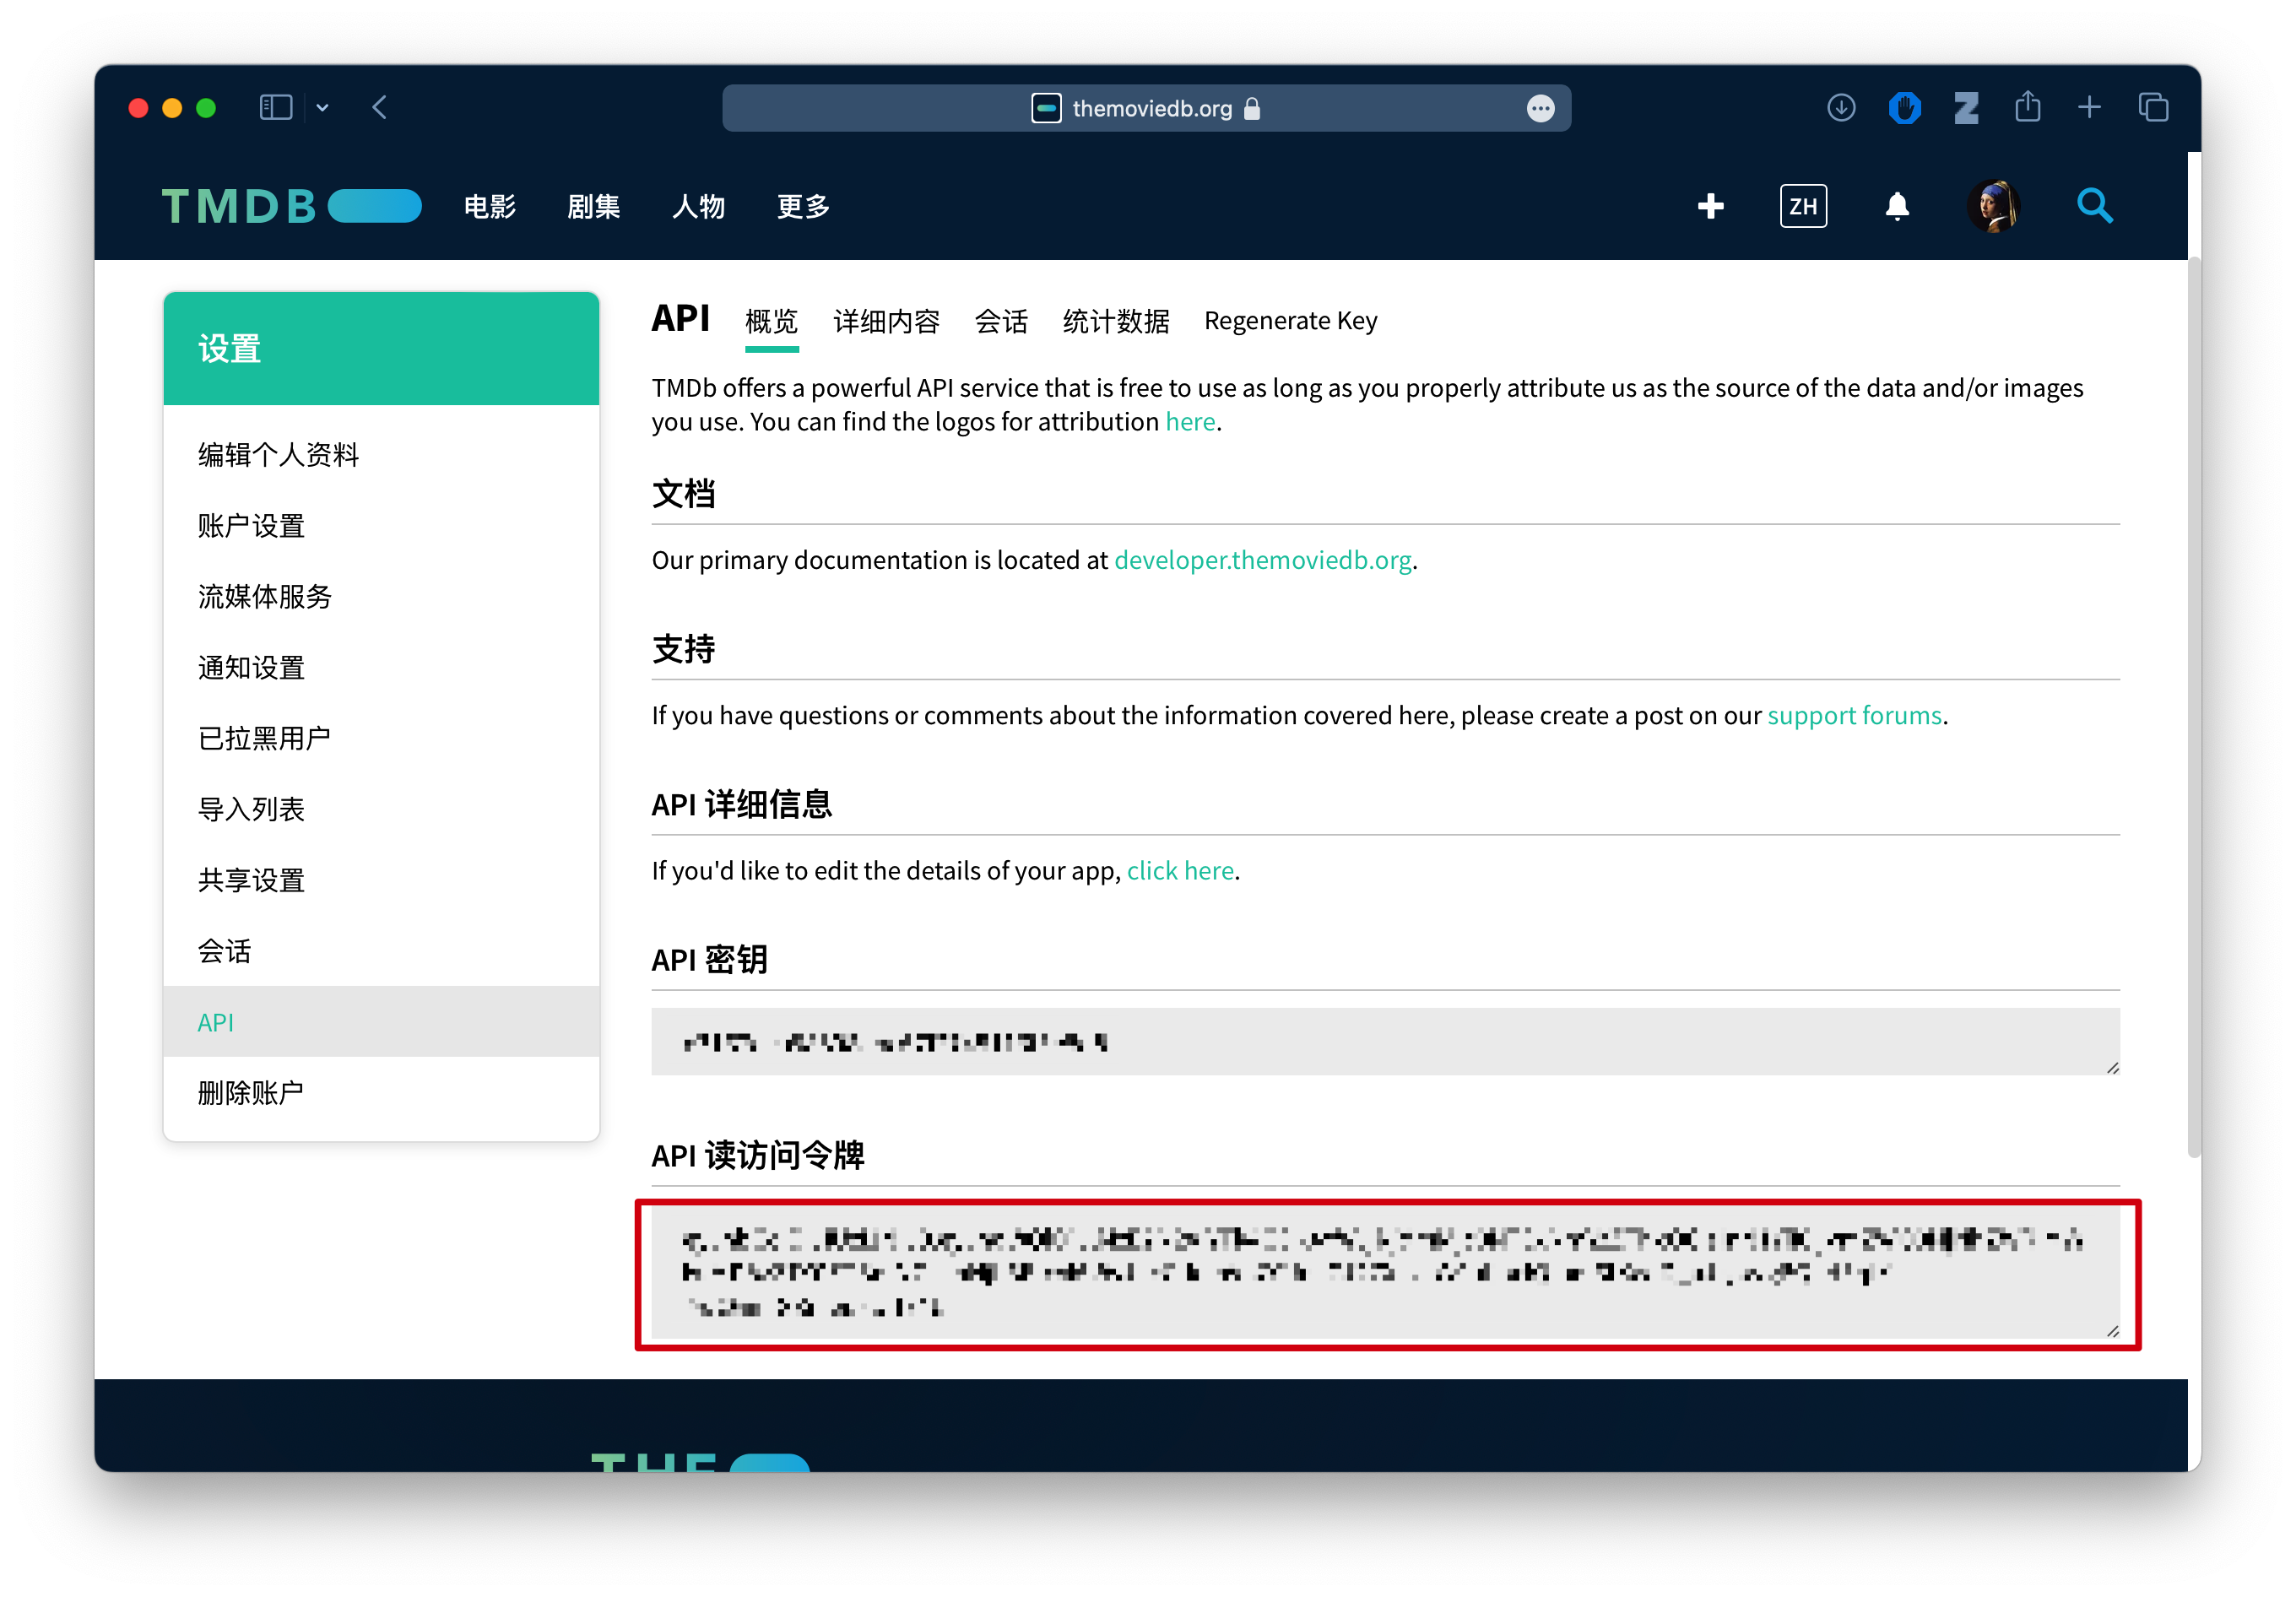 themoviedb.org
TMDB
电影
剧集
人物
更多
ZH
设置
编辑个人资料
账户设置
流媒体服务
通知设置
已拉黑用户
导入列表
共享设置
会话
API
删除账户
API
概览
详细内容
会话
统计数据
Regenerate Key
TMDb offers a powerful API service that is free to use as long as you properly attribute us as the source of the data and/or images
you use. You can find the logos for attribution here.
文档
Our primary documentation is located at developer.themoviedb.org.
支持
If you have questions or comments about the information covered here, please create a post on our support forums.
API 详细信息
If you'd like to edit the details of your app, click here.
API 密钥
API 读访问令牌
THE